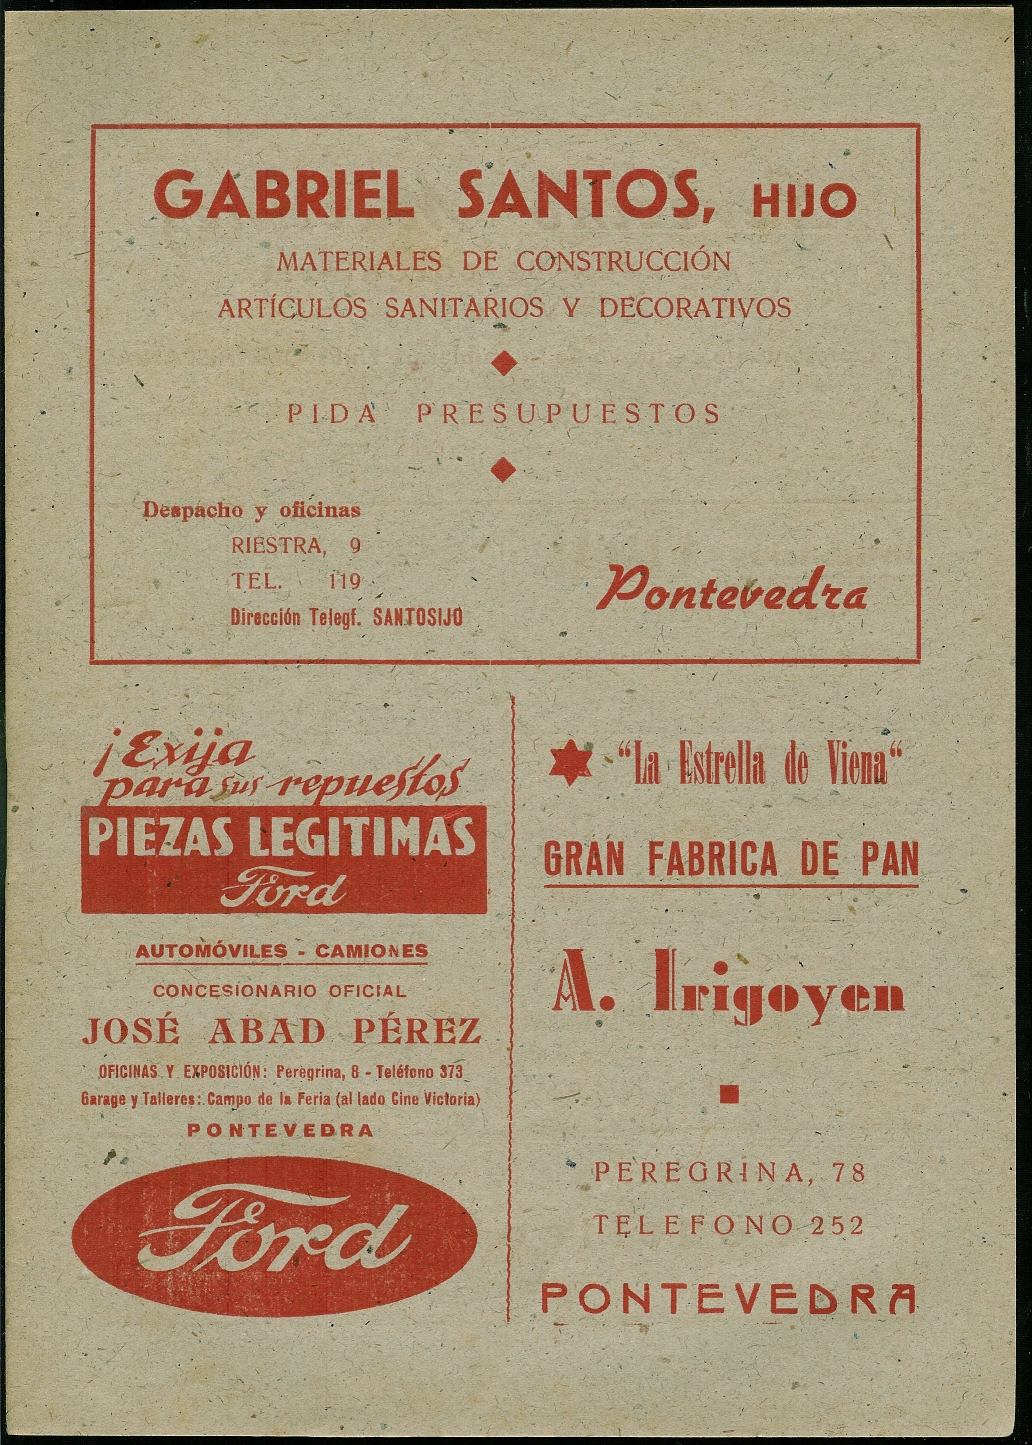 GABRIEL SANTOS, HIJO
MATERIALES DE CONSTRUCCIÓN
ARTÍCULOS SANITARIOS Y DECORATIVOS
PIDA PRESUPUESTOS
Despacho y oficinas
RIESTRA, 9
TEL. 119
Dirección Telegf. SANTOSIJO
Pontevedra
¡Exija
para sus repuestos
PIEZAS LEGITIMAS
Ford
AUTOMÓVILES - CAMIONES
CONCESIONARIO OFICIAL
JOSÉ ABAD PÉREZ
OFICINAS Y EXPOSICIÓN: Peregrina, 8 - Teléfono 373
Garage y Talleres: Campo de la Feria (al lado Cine Victoria)
PONTEVEDRA
Ford
"La Estrella de Viena"
GRAN FABRICA DE PAN
A. Irigoyen
PEREGRINA, 78
TELEFONO 252
PONTEVEDRA